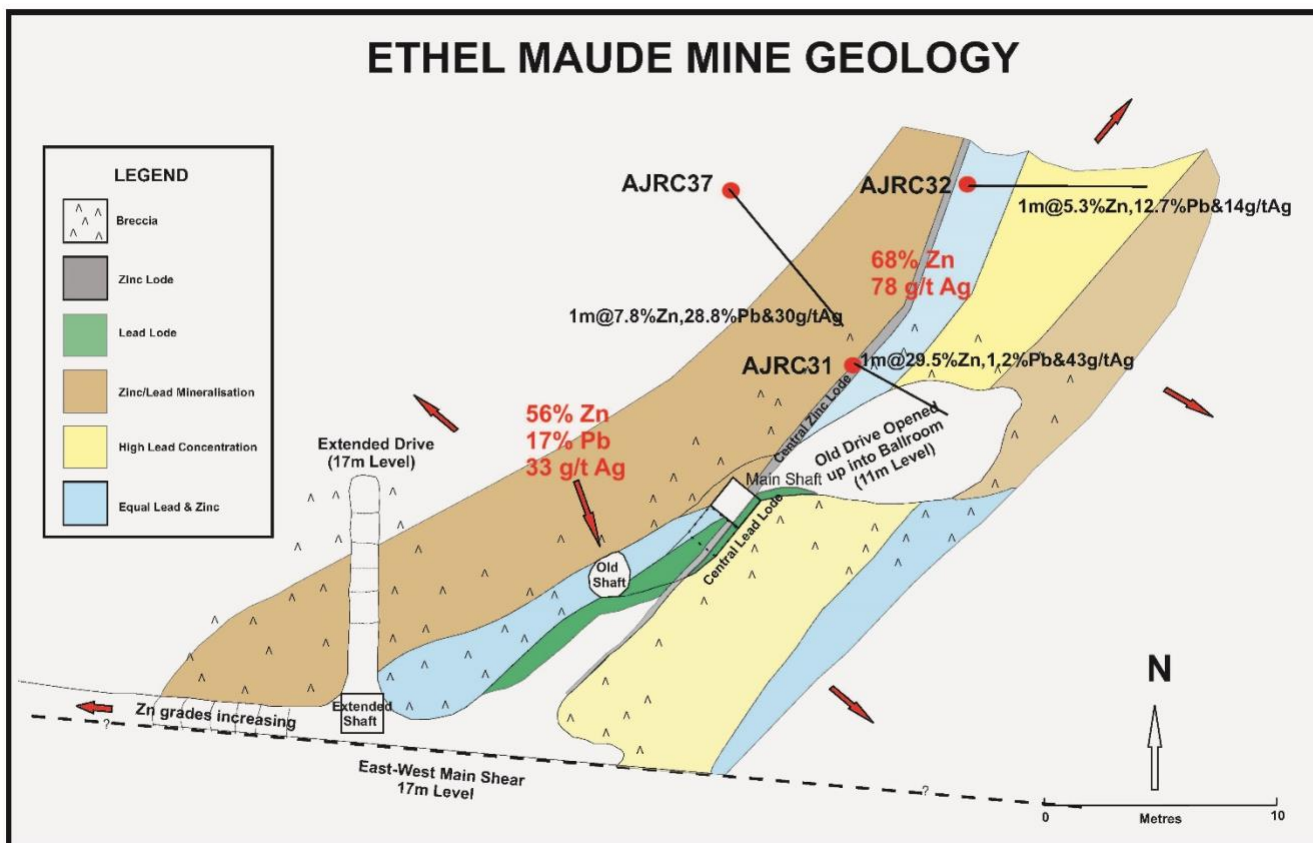 ETHEL MAUDE MINE GEOLOGY
LEGEND
Breccia
Zinc Lode
Lead Lode
Zinc/Lead Mineralisation
High Lead Concentration
Equal Lead & Zinc
AJRC37
AJRC32
1m@5.3%Zn,12.7%Pb&14g/tAg
68% Zn
78 g/t Ag
1m@7.8%Zn,28.8%Pb&30g/tAg
AJRC31
1m@29.5%Zn,1.2%Pb&43g/tAg
Central Zinc Lode
56% Zn
17% Pb
33 g/t Ag
Extended Drive
(17m Level)
Old Drive Opened
up into Ballroom
(11m Level)
Main Shaft
Central Lead Lode
Old
Shaft
Extended
Shaft
Zn grades increasing
?
East-West Main Shear
17m Level
?
N
0
10
Metres